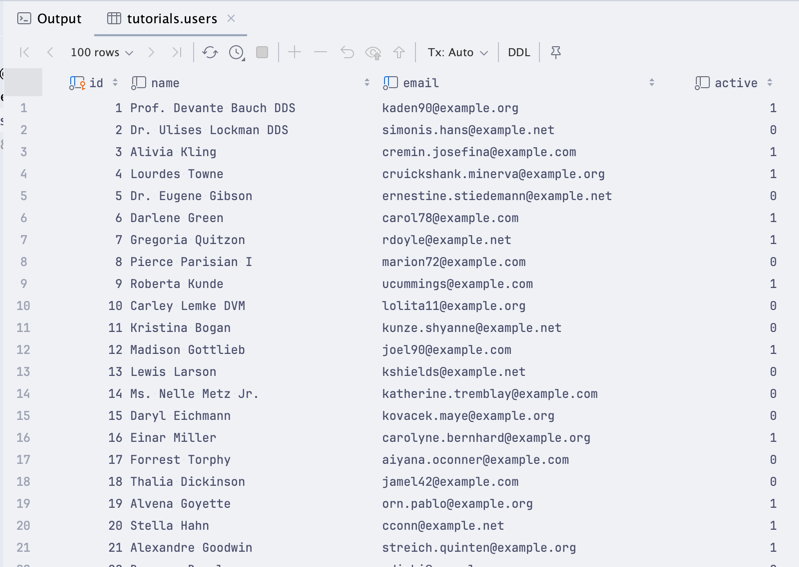 Output tutorials.users
100 rows Tx: Auto DDL
id name email active
1 1 Prof. Devante Bauch DDS kaden90@example.org 1
2 2 Dr. Ulises Lockman DDS simonis.hans@example.net 0
3 3 Alivia Kling cremin.josefina@example.com 1
4 4 Lourdes Towne cruickshank.minerva@example.org 1
5 5 Dr. Eugene Gibson ernestine.stiedemann@example.net 0
6 6 Darlene Green carol78@example.com 1
7 7 Gregoria Quitzon rdoyle@example.net 1
8 8 Pierce Parisian I marion72@example.com 0
9 9 Roberta Kunde ucummings@example.com 1
10 10 Carley Lemke DVM lolita11@example.org 0
11 11 Kristina Bogan kunze.shyanne@example.net 0
12 12 Madison Gottlieb joel90@example.com 1
13 13 Lewis Larson kshields@example.net 0
14 14 Ms. Nelle Metz Jr. katherine.tremblay@example.com 0
15 15 Daryl Eichmann kovacek.maye@example.org 0
16 16 Einar Miller carolyne.bernhard@example.org 1
17 17 Forrest Torphy aiyana.oconner@example.com 0
18 18 Thalia Dickinson jamel42@example.com 0
19 19 Alvena Goyette orn.pablo@example.org 1
20 20 Stella Hahn cconn@example.net 1
21 21 Alexandre Goodwin streich.quinten@example.org 1